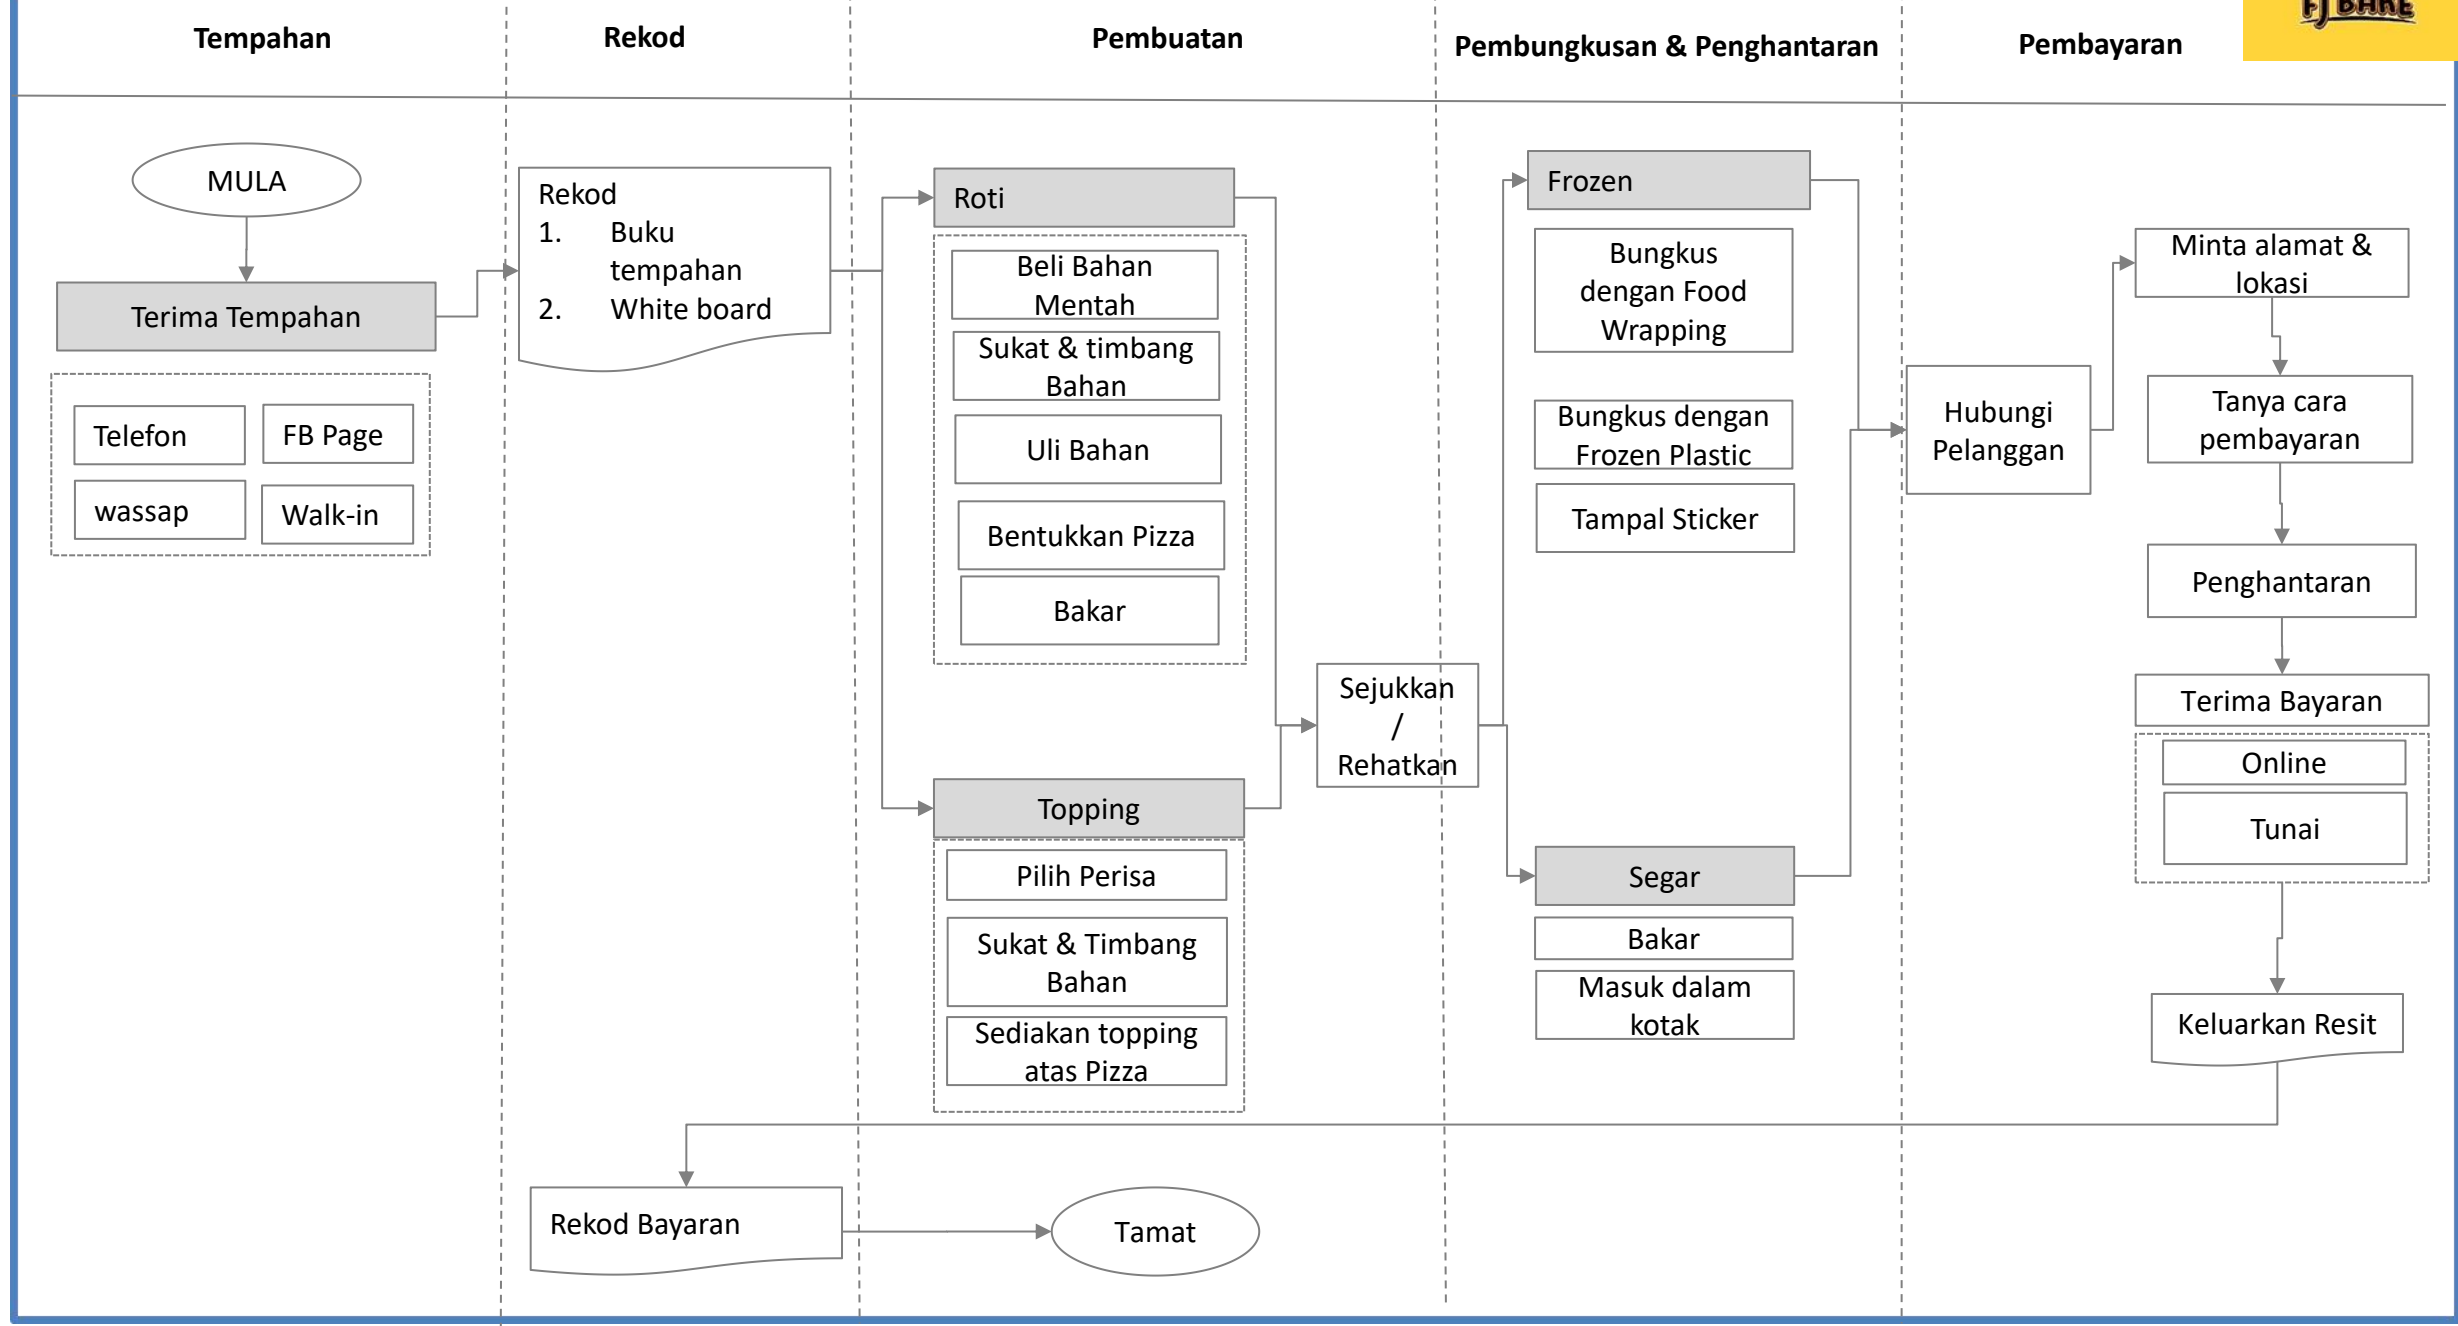 Tempahan
Rekod
Pembuatan
Pembungkusan & Penghantaran
Pembayaran
FJ BAKE
MULA
Terima Tempahan
Telefon
FB Page
wassap
Walk-in
Rekod
1. Buku
tempahan
2. White board
Roti
Beli Bahan
Mentah
Sukat & timbang
Bahan
Uli Bahan
Bentukkan Pizza
Bakar
Topping
Pilih Perisa
Sukat & Timbang
Bahan
Sediakan topping
atas Pizza
Sejukkan
/
Rehatkan
Frozen
Bungkus
dengan Food
Wrapping
Bungkus dengan
Frozen Plastic
Tampal Sticker
Segar
Bakar
Masuk dalam
kotak
Hubungi
Pelanggan
Minta alamat &
lokasi
Tanya cara
pembayaran
Penghantaran
Terima Bayaran
Online
Tunai
Keluarkan Resit
Rekod Bayaran
Tamat